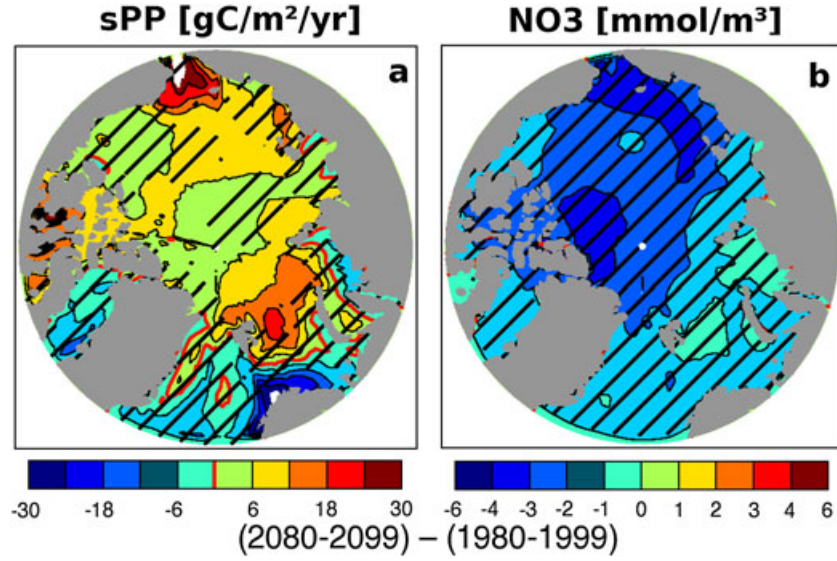 sPP [gC/m²/yr] NO3 [mmol/m³]
a b
-30 -18 -6 6 18 30 -6 -5 -4 -3 -2 -1 0 1 2 3 4 6
(2080-2099) – (1980-1999)